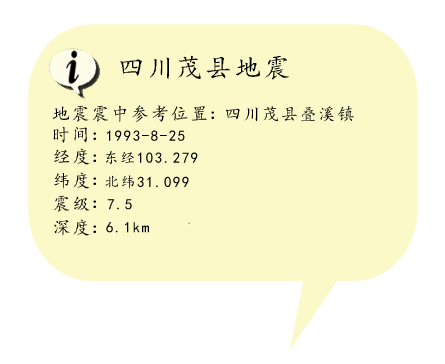 四川茂县地震
地震震中参考位置: 四川茂县叠溪镇
时间: 1993-8-25
经度: 东经103.279
纬度: 北纬31.099
震级: 7.5
深度: 6.1km